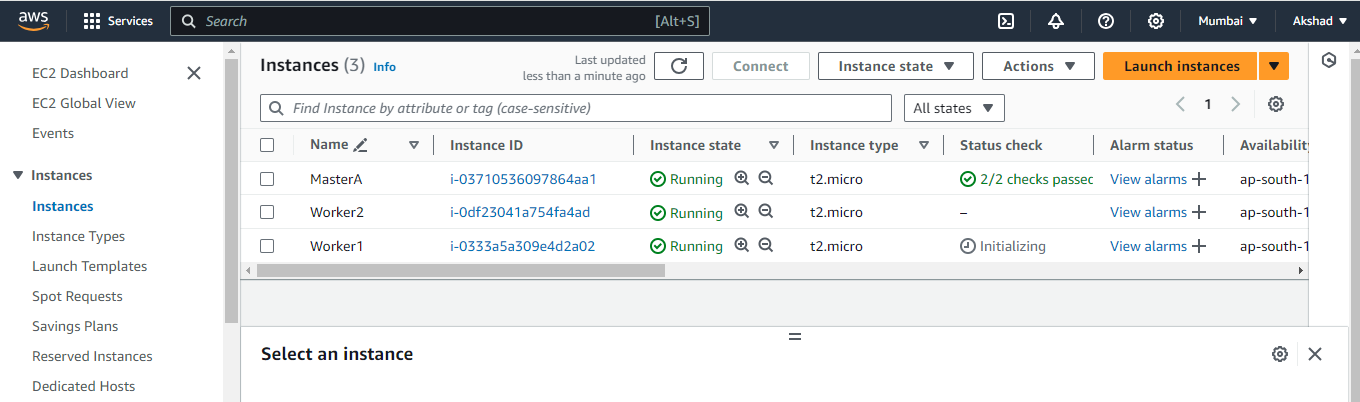 aws Services Search [Alt+S] Mumbai Akshad
EC2 Dashboard
EC2 Global View
Events
Instances
Instances
Instance Types
Launch Templates
Spot Requests
Savings Plans
Reserved Instances
Dedicated Hosts
Instances (3) Info
Last updated
less than a minute ago
Connect Instance state Actions Launch instances
Find Instance by attribute or tag (case-sensitive) All states 1
Name Instance ID Instance state Instance type Status check Alarm status Availability
MasterA i-03710536097864aa1 Running t2.micro 2/2 checks passed View alarms ap-south-1
Worker2 i-0df23041a754fa4ad Running t2.micro – View alarms ap-south-1
Worker1 i-0333a5a309e4d2a02 Running t2.micro Initializing View alarms ap-south-1
Select an instance